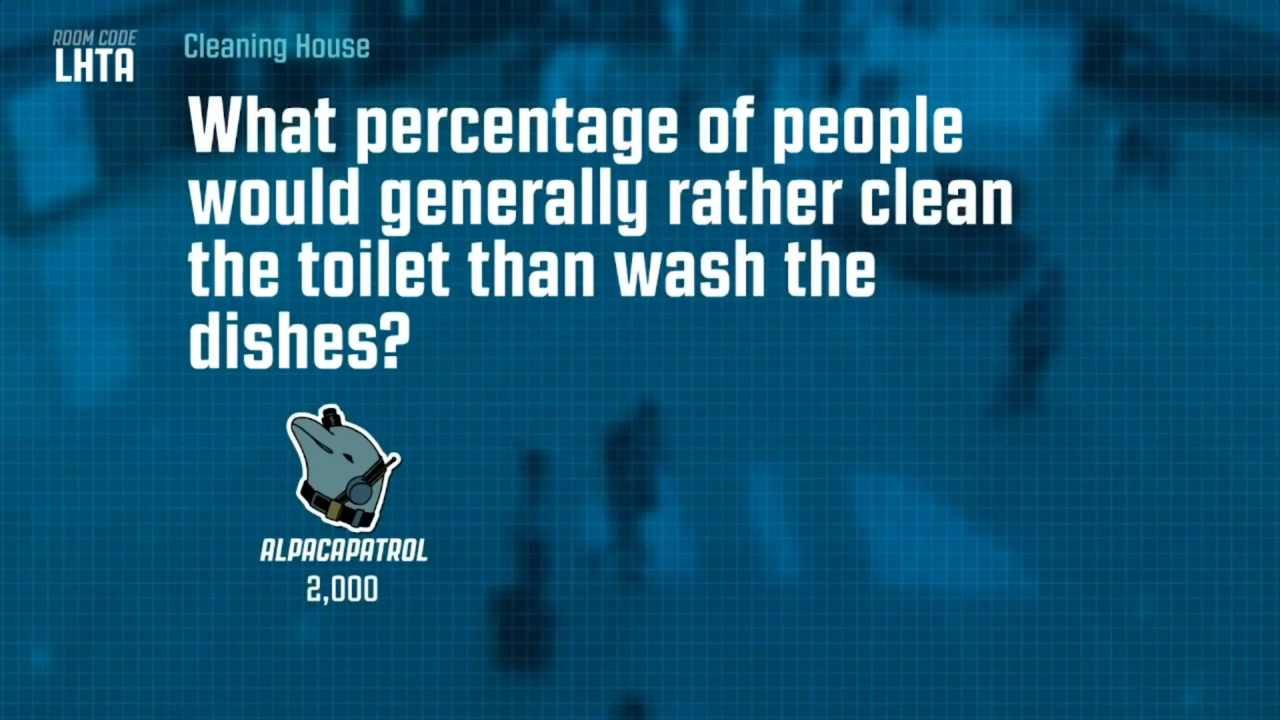 ROOM CODE
LHTA
Cleaning House
What percentage of people
would generally rather clean
the toilet than wash the
dishes?
ALPACAPATROL
2,000